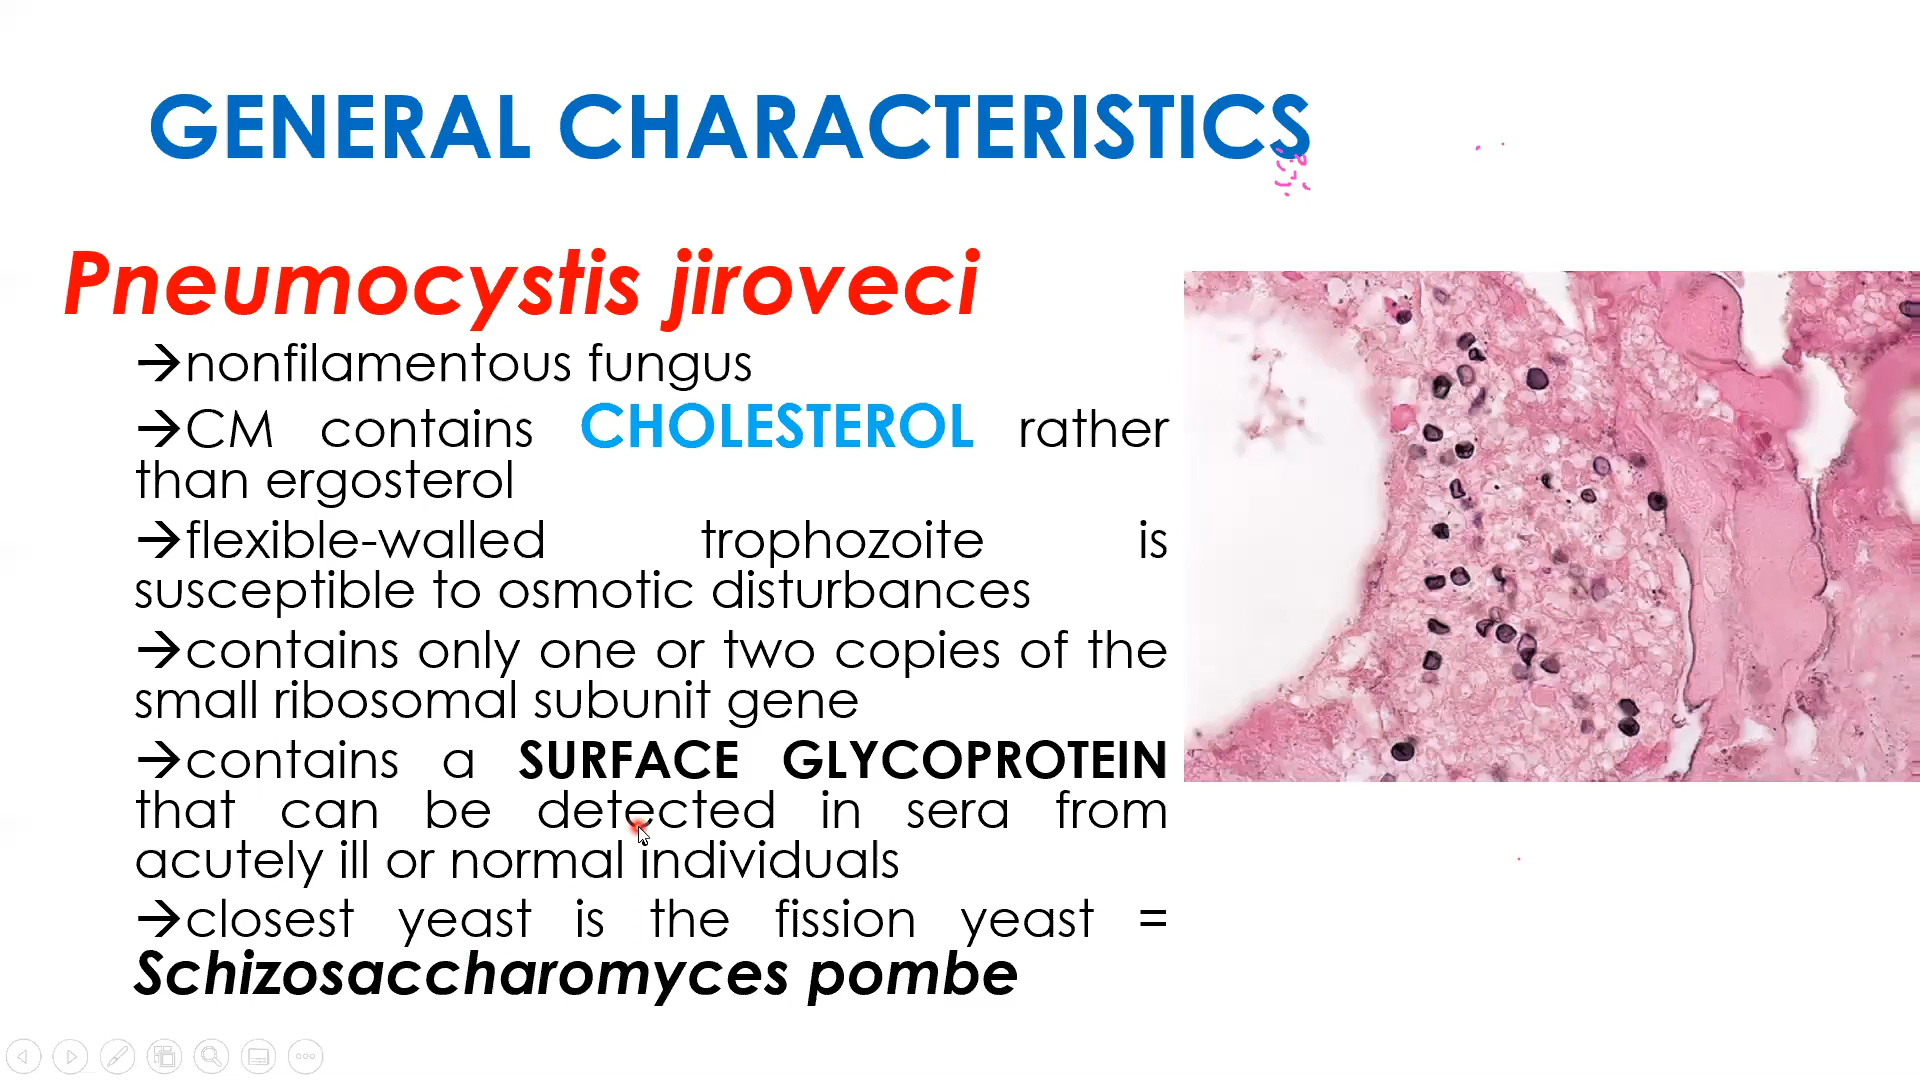 GENERAL CHARACTERISTICS
Pneumocystis jiroveci
→nonfilamentous fungus
→CM contains CHOLESTEROL rather
than ergosterol
→flexible-walled trophozoite is
susceptible to osmotic disturbances
→contains only one or two copies of the
small ribosomal subunit gene
→contains a SURFACE GLYCOPROTEIN
that can be detected in sera from
acutely ill or normal individuals
→closest yeast is the fission yeast =
Schizosaccharomyces pombe